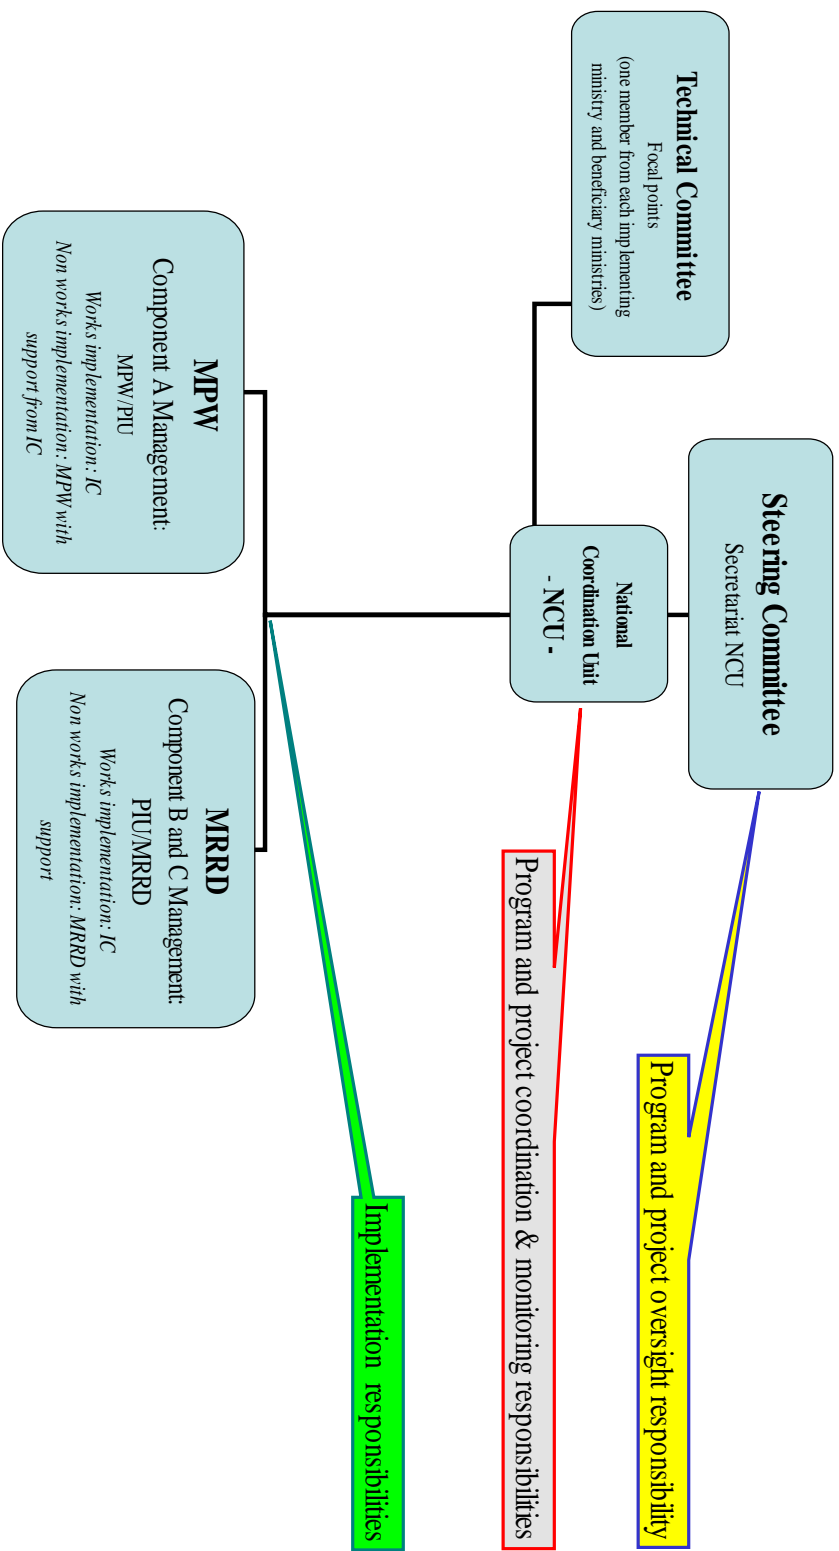 Steering Committee
Secretariat NCU
Program and project oversight responsibility
Technical Committee
Focal points
(one member from each implementing
ministry and beneficiary ministries)
National
Coordination Unit
- NCU -
Program and project coordination & monitoring responsibilities
Implementation responsibilities
MPW
Component A Management:
MPW/PIU
Works implementation: IC
Non works implementation: MPW with
support from IC
MRRD
Component B and C Management:
PIU/MRRD
Works implementation: IC
Non works implementation: MRRD with
support